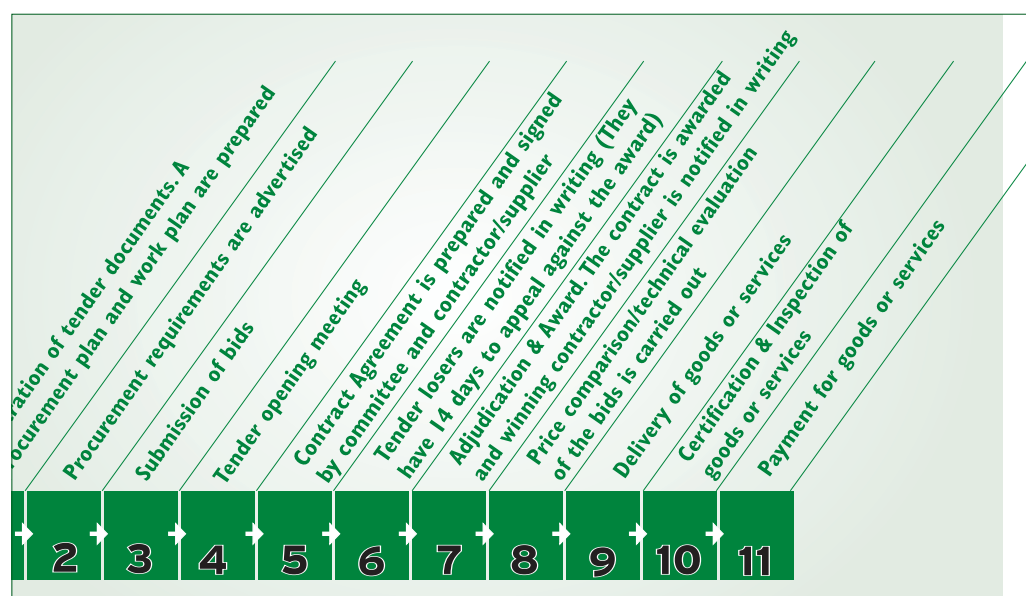 of tender documents. A
plan and work plan are prepared
Procurement requirements are advertised
Submission of bids
Tender opening meeting
Contract Agreement is prepared and signed
by committee and contractor/supplier
Tender losers are notified in writing (They
have 14 days to appeal against the award)
Adjudication & Award. The contract is awarded
and winning contractor/supplier is notified in writing
Price comparison/technical evaluation
of the bids is carried out
Delivery of goods or services
Certification & Inspection of
goods or services
Payment for goods or services
2
3
4
5
6
7
8
9
10
11